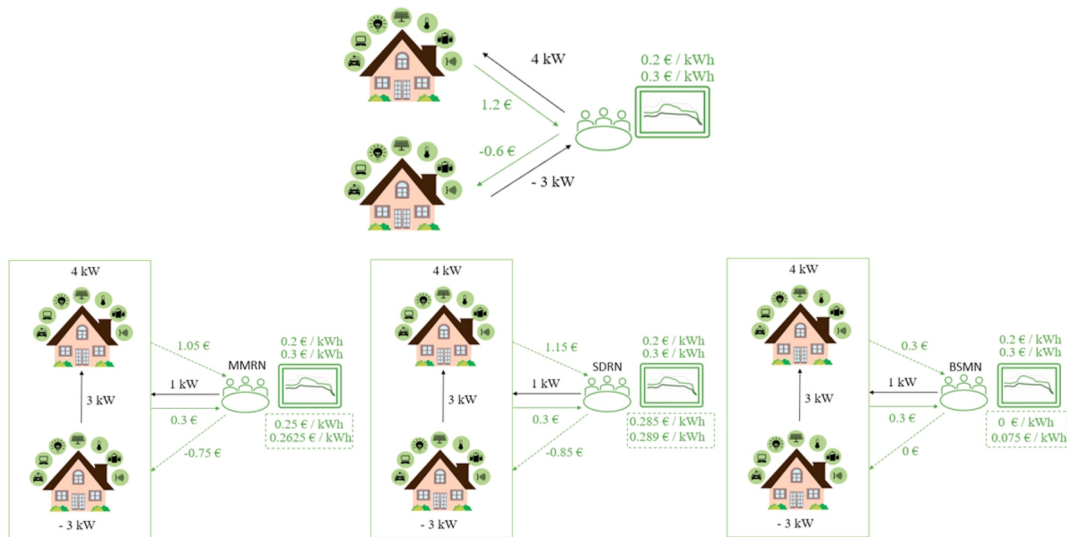 0.2 € / kWh
0.3 € / kWh
4 kW
1.2 €
-0.6 €
- 3 kW
4 kW
1.05 €
MMRN
0.2 € / kWh
0.3 € / kWh
1 kW
3 kW
0.3 €
0.25 € / kWh
0.2625 € / kWh
-0.75 €
- 3 kW
4 kW
1.15 €
SDRN
0.2 € / kWh
0.3 € / kWh
1 kW
3 kW
0.3 €
0.285 € / kWh
0.289 € / kWh
-0.85 €
- 3 kW
4 kW
0.3 €
BSMN
0.2 € / kWh
0.3 € / kWh
1 kW
3 kW
0.3 €
0 € / kWh
0.075 € / kWh
0 €
- 3 kW